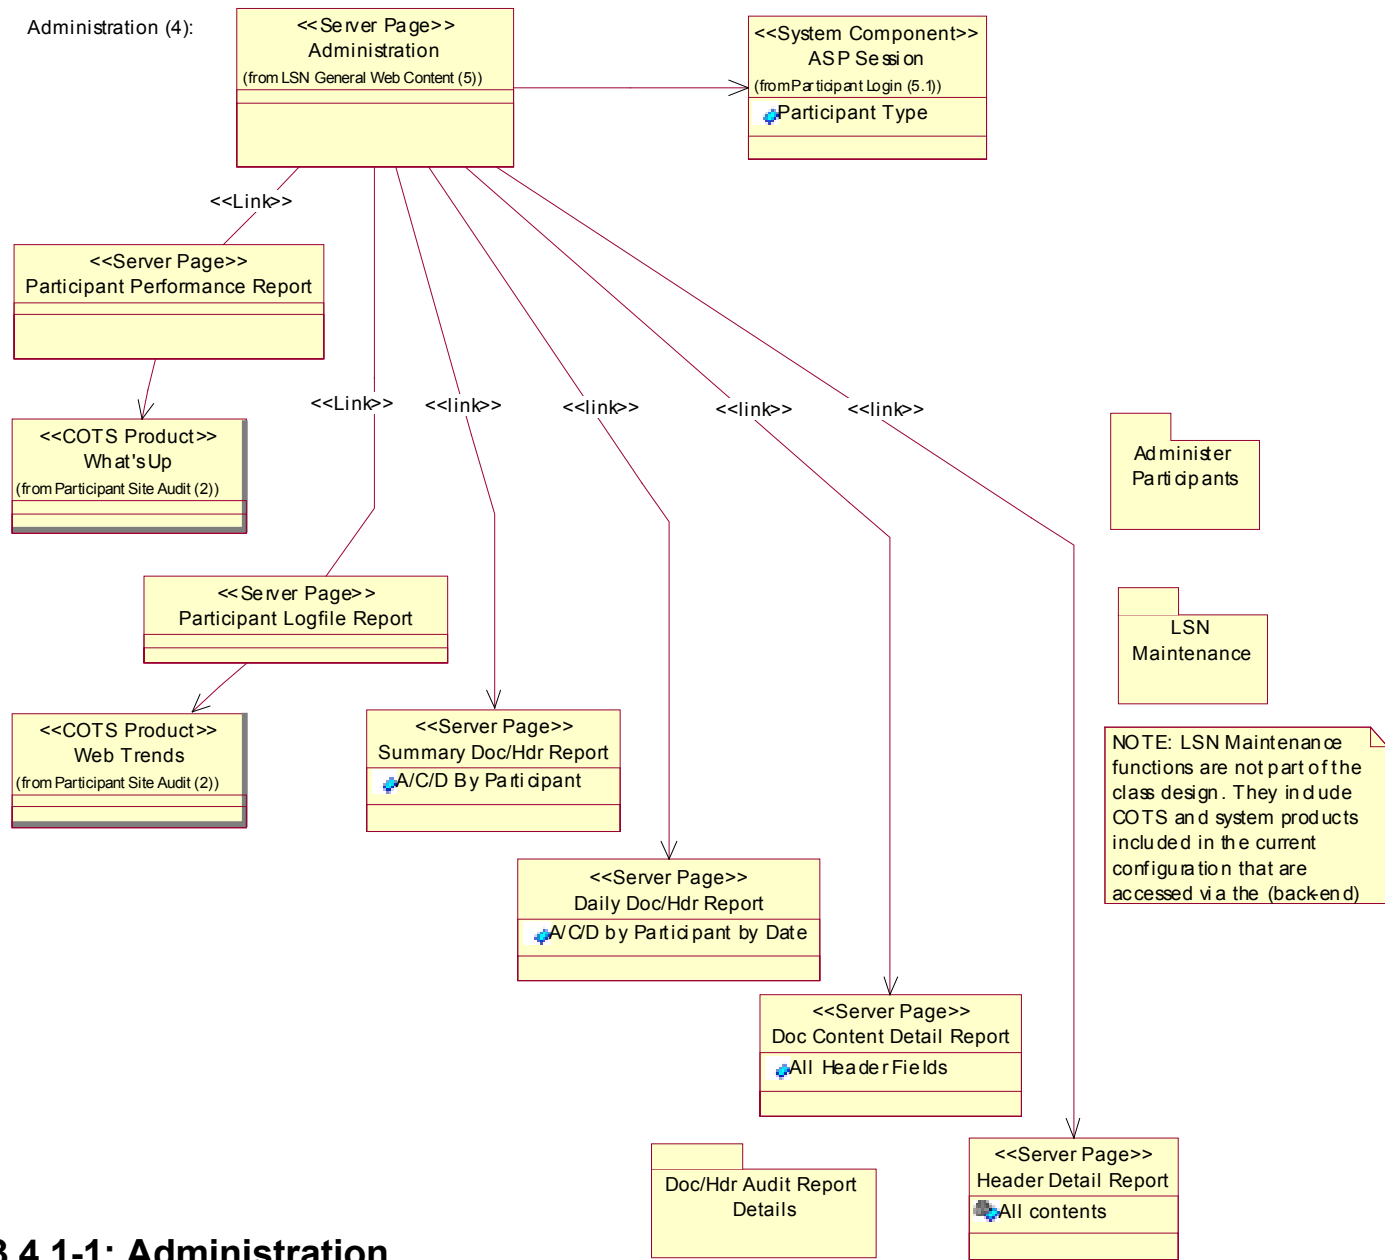 Administration (4):
<<Server Page>>
Administration
(from LSN General Web Content (5))
<<System Component>>
ASP Session
(from Participant Login (5.1))
Participant Type
<<Link>>
<<Server Page>>
Participant Performance Report
<<Link>>
<<link>>
<<link>>
<<link>>
<<link>>
<<COTS Product>>
What's Up
(from Participant Site Audit (2))
Administer
Participants
<<Server Page>>
Participant Logfile Report
LSN
Maintenance
<<COTS Product>>
Web Trends
(from Participant Site Audit (2))
<<Server Page>>
Summary Doc/Hdr Report
A/C/D By Participant
NOTE: LSN Maintenance
functions are not part of the
class design. They include
COTS and system products
included in the current
configuration that are
accessed via the (back-end)
<<Server Page>>
Daily Doc/Hdr Report
A/C/D by Participant by Date
<<Server Page>>
Doc Content Detail Report
All Header Fields
Doc/Hdr Audit Report
Details
<<Server Page>>
Header Detail Report
All contents
3.4.1-1: Administration